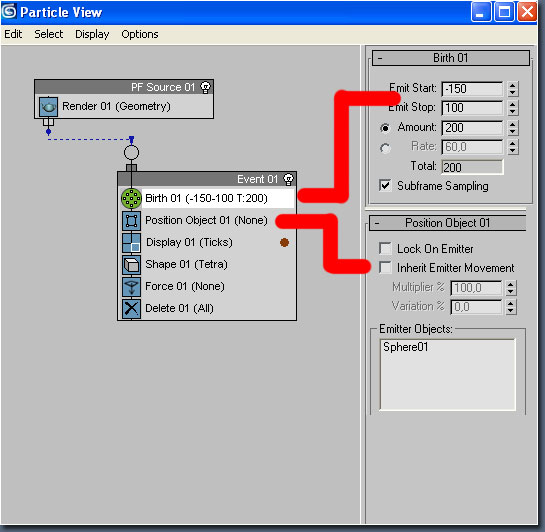 Particle View
Edit Select Display Options
PF Source 01
Render 01 (Geometry)
Event 01
Birth 01 (-150-100 T:200)
Position Object 01 (None)
Display 01 (Ticks)
Shape 01 (Tetra)
Force 01 (None)
Delete 01 (All)
- Birth 01
Emit Start: -150
Emit Stop: 100
Amount: 200
Rate: 60,0
Total: 200
Subframe Sampling
- Position Object 01
Lock On Emitter
Inherit Emitter Movement
Multiplier % 100,0
Variation % 0,0
Emitter Objects:
Sphere01